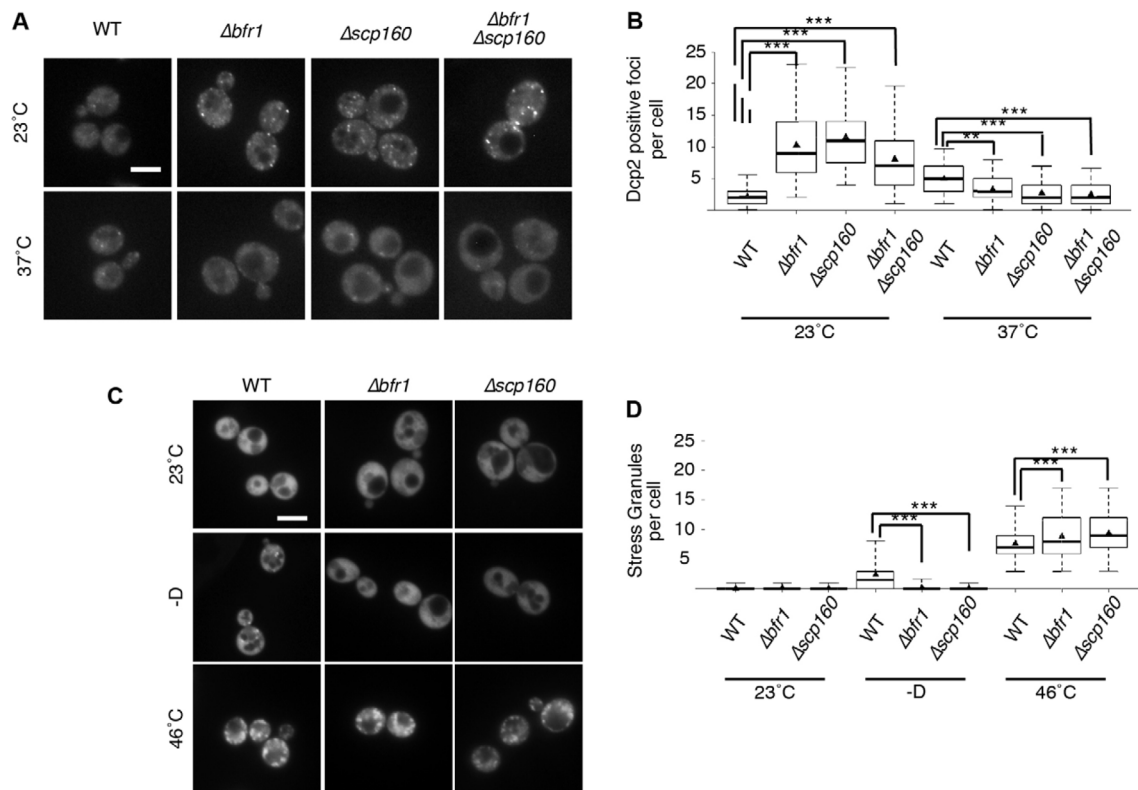 A
WT
Δbfr1
Δscp160
Δbfr1
Δscp160
23°C
37°C
B
Dcp2 positive foci
per cell
25
20
15
10
5
***
***
***
***
***
**
WT
Δbfr1
Δscp160
Δbfr1
Δscp160
WT
Δbfr1
Δscp160
Δbfr1
Δscp160
23°C
37°C
C
WT
Δbfr1
Δscp160
23°C
-D
46°C
D
Stress Granules
per cell
25
20
15
10
5
***
***
***
***
WT
Δbfr1
Δscp160
WT
Δbfr1
Δscp160
WT
Δbfr1
Δscp160
23°C
-D
46°C